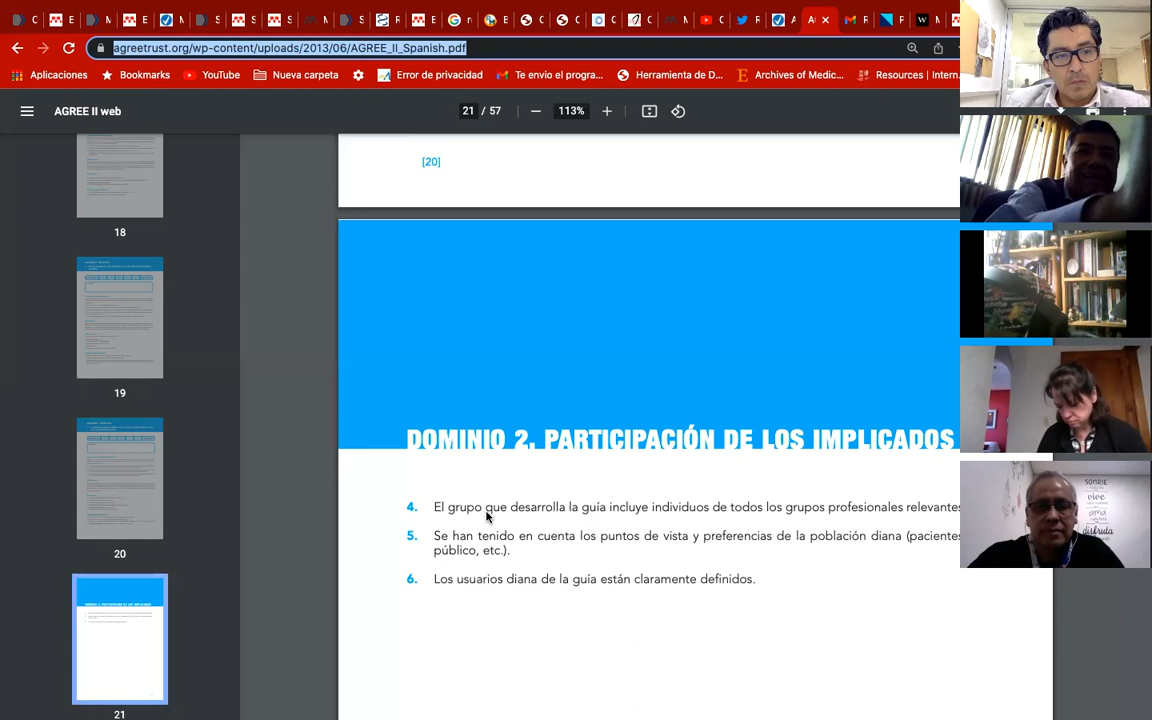 agreetrust.org/wp-content/uploads/2013/06/AGREE_II_Spanish.pdf
Aplicaciones
Bookmarks
YouTube
Nueva carpeta
Error de privacidad
Te envio el progra...
Herramienta de D...
Archives of Medic...
Resources | Intern...
AGREE II web
21 / 57
113%
18
19
20
21
[20]
DOMINIO 2. PARTICIPACIÓN DE LOS IMPLICADOS
4. El grupo que desarrolla la guía incluye individuos de todos los grupos profesionales relevantes
5. Se han tenido en cuenta los puntos de vista y preferencias de la población diana (pacientes
público, etc.).
6. Los usuarios diana de la guía están claramente definidos.
SONRIE
vive
ama
disfruta